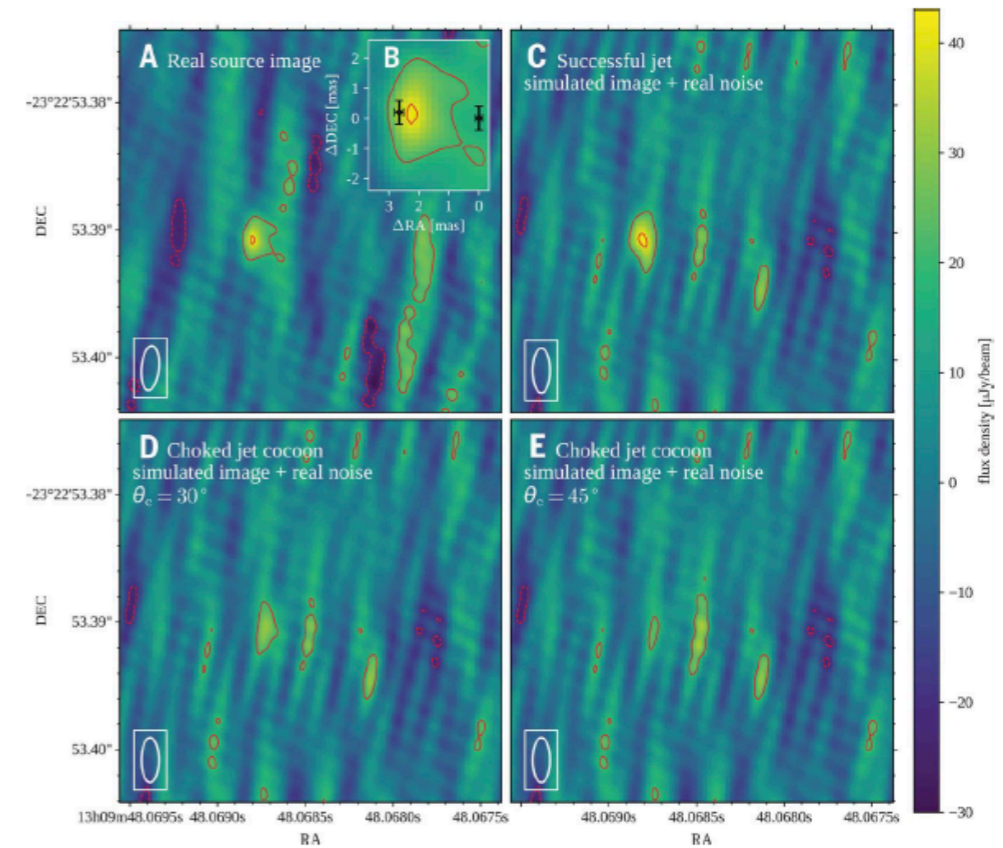 A Real source image
B
ΔDEC [mas]
2
1
0
-1
-2
3 2 1 0
ΔRA [mas]
C Successful jet
simulated image + real noise
DEC
−23°22′53.38″
53.39″
53.40″
D Choked jet cocoon
simulated image + real noise
θc = 30°
E Choked jet cocoon
simulated image + real noise
θc = 45°
DEC
−23°22′53.38″
53.39″
53.40″
13h09m48.0695s 48.0690s 48.0685s 48.0680s 48.0675s
RA
48.0690s 48.0685s 48.0680s 48.0675s
RA
40
30
20
10
0
−10
−20
−30
flux density [μJy/beam]